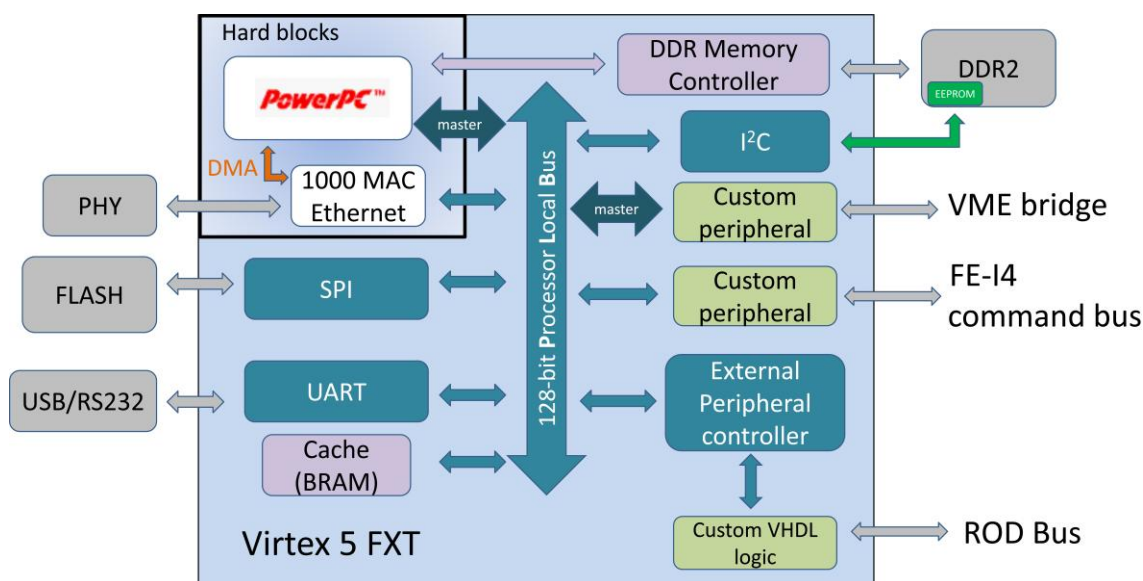 Hard blocks
PowerPC™
master
DMA
1000 MAC
Ethernet
PHY
FLASH
SPI
USB/RS232
UART
Cache
(BRAM)
Virtex 5 FXT
128-bit Processor Local Bus
DDR Memory
Controller
DDR2
EEPROM
I²C
master
Custom
peripheral
VME bridge
Custom
peripheral
FE-I4
command bus
External
Peripheral
controller
Custom VHDL
logic
ROD Bus